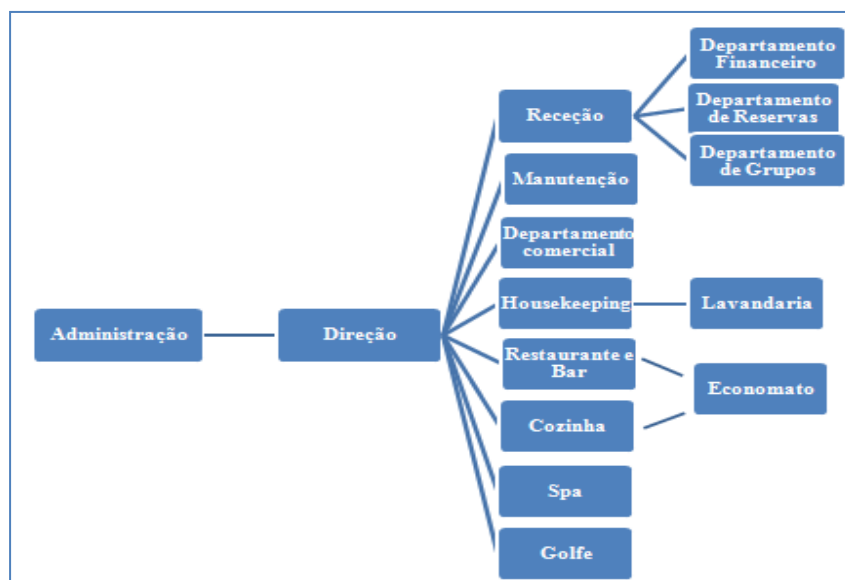 Departamento
Financeiro
Receção
Departamento
de Reservas
Departamento
de Grupos
Manutenção
Departamento
comercial
Housekeeping
Lavandaria
Administração
Direção
Restaurante e
Bar
Economato
Cozinha
Spa
Golfe